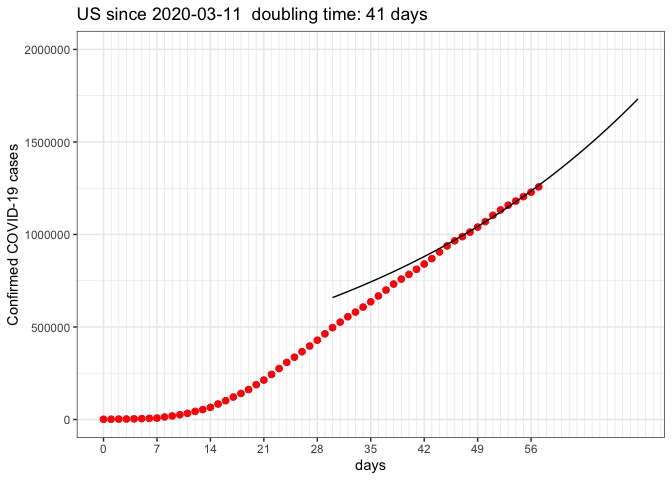 US since 2020-03-11  doubling time: 41 days
2000000
1500000
1000000
500000
0
Confirmed COVID-19 cases
0 7 14 21 28 35 42 49 56
days